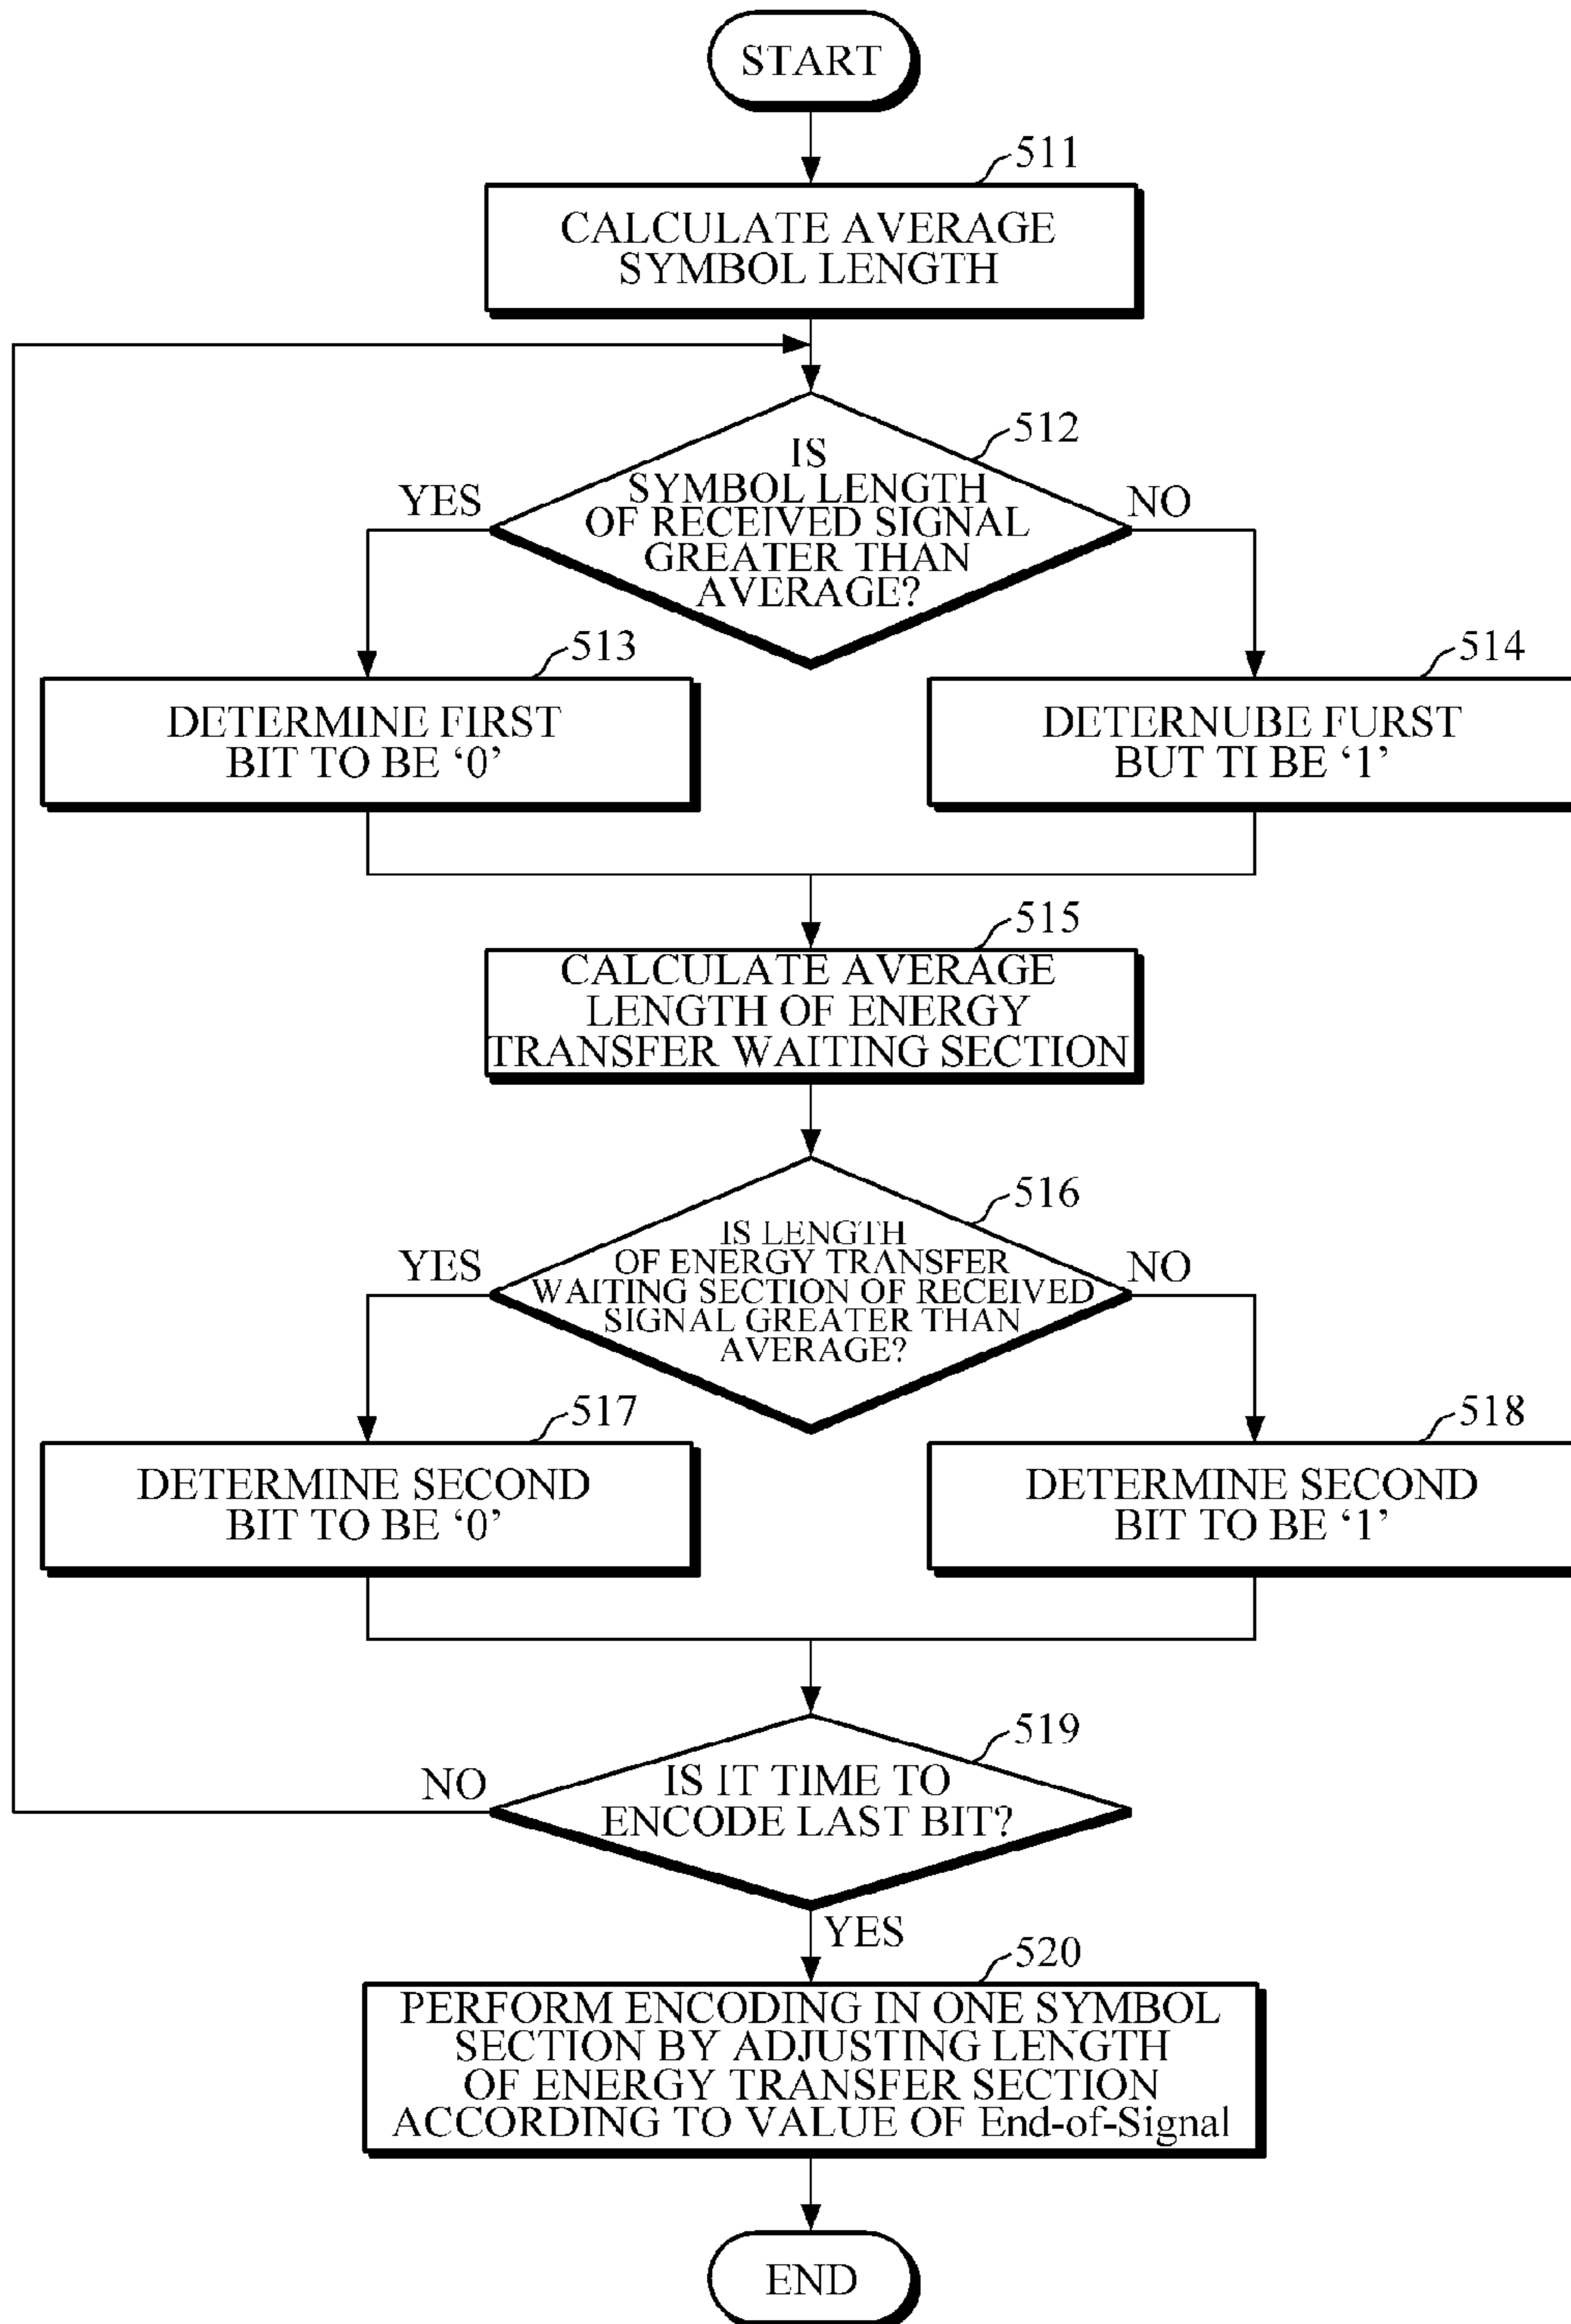 START
511
CALCULATE AVERAGE
SYMBOL LENGTH
512
IS
SYMBOL LENGTH
OF RECEIVED SIGNAL
GREATER THAN
AVERAGE?
YES
NO
513
DETERMINE FIRST
BIT TO BE ‘0’
514
DETERNUBE FURST
BUT TI BE ‘1’
515
CALCULATE AVERAGE
LENGTH OF ENERGY
TRANSFER WAITING SECTION
516
IS LENGTH
OF ENERGY TRANSFER
WAITING SECTION OF RECEIVED
SIGNAL GREATER THAN
AVERAGE?
YES
NO
517
DETERMINE SECOND
BIT TO BE ‘0’
518
DETERMINE SECOND
BIT TO BE ‘1’
519
IS IT TIME TO
ENCODE LAST BIT?
NO
YES
520
PERFORM ENCODING IN ONE SYMBOL
SECTION BY ADJUSTING LENGTH
OF ENERGY TRANSFER SECTION
ACCORDING TO VALUE OF End-of-Signal
END